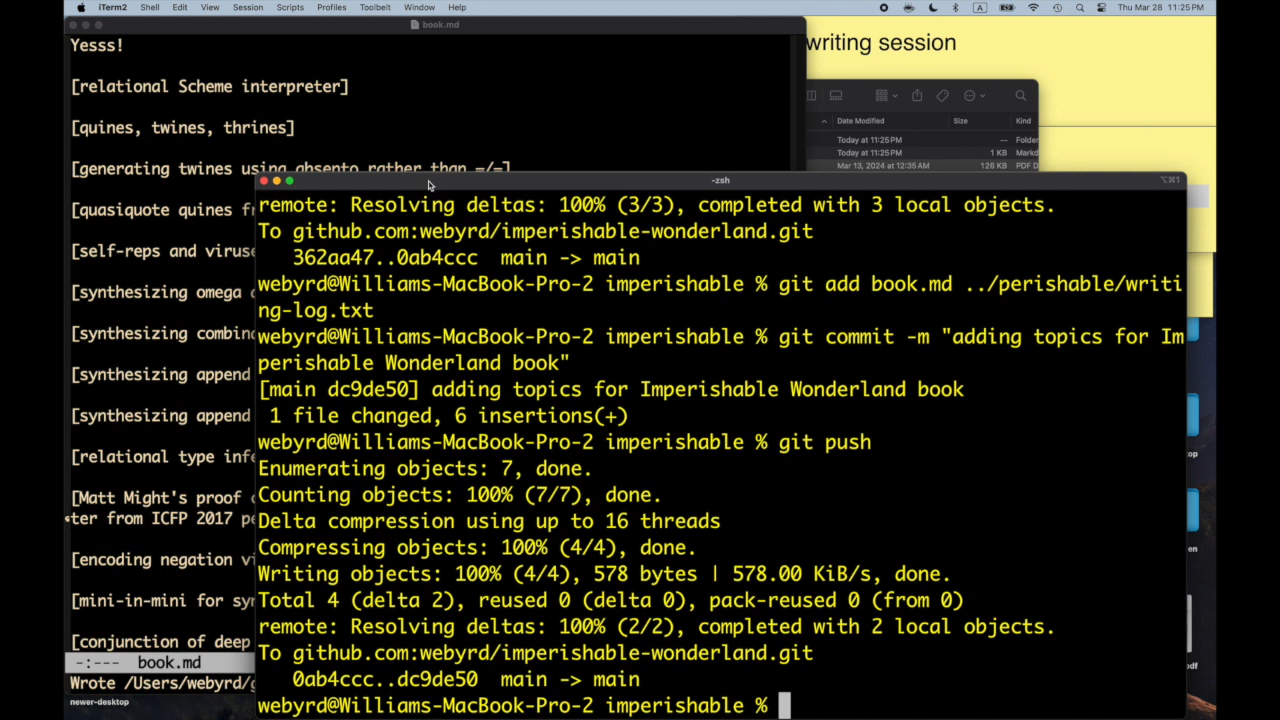 iTerm2 Shell Edit View Session Scripts Profiles Toolbelt Window Help
A
Thu Mar 28 11:25 PM
book.md
Yesss!
[relational Scheme interpreter]
[quines, twines, thrines]
[generating twines using absento rather than =/=]
[quasiquote quines
[self-reps and
[synthesizing omega
[synthesizing
[synthesizing append
[synthesizing append
[relational type
[Matt Might's proof
ter from ICFP 2017
[encoding negation
[mini-in-mini for
[conjunction of deep
-:--- book.md
Wrote /Users/webyrd/
newer-desktop
writing session
Date Modified Size Kind
Today at 11:25 PM --
Today at 11:25 PM 1 KB
Mar 13, 2024 at 12:35 AM 126 KB
-zsh
⌥⌘1
remote: Resolving deltas: 100% (3/3), completed with 3 local objects.
To github.com:webyrd/imperishable-wonderland.git
362aa47..0ab4ccc main -> main
webyrd@Williams-MacBook-Pro-2 imperishable % git add book.md ../perishable/writi
ng-log.txt
webyrd@Williams-MacBook-Pro-2 imperishable % git commit -m "adding topics for Im
perishable Wonderland book"
[main dc9de50] adding topics for Imperishable Wonderland book
1 file changed, 6 insertions(+)
webyrd@Williams-MacBook-Pro-2 imperishable % git push
Enumerating objects: 7, done.
Counting objects: 100% (7/7), done.
Delta compression using up to 16 threads
Compressing objects: 100% (4/4), done.
Writing objects: 100% (4/4), 578 bytes | 578.00 KiB/s, done.
Total 4 (delta 2), reused 0 (delta 0), pack-reused 0 (from 0)
remote: Resolving deltas: 100% (2/2), completed with 2 local objects.
To github.com:webyrd/imperishable-wonderland.git
0ab4ccc..dc9de50 main -> main
webyrd@Williams-MacBook-Pro-2 imperishable %